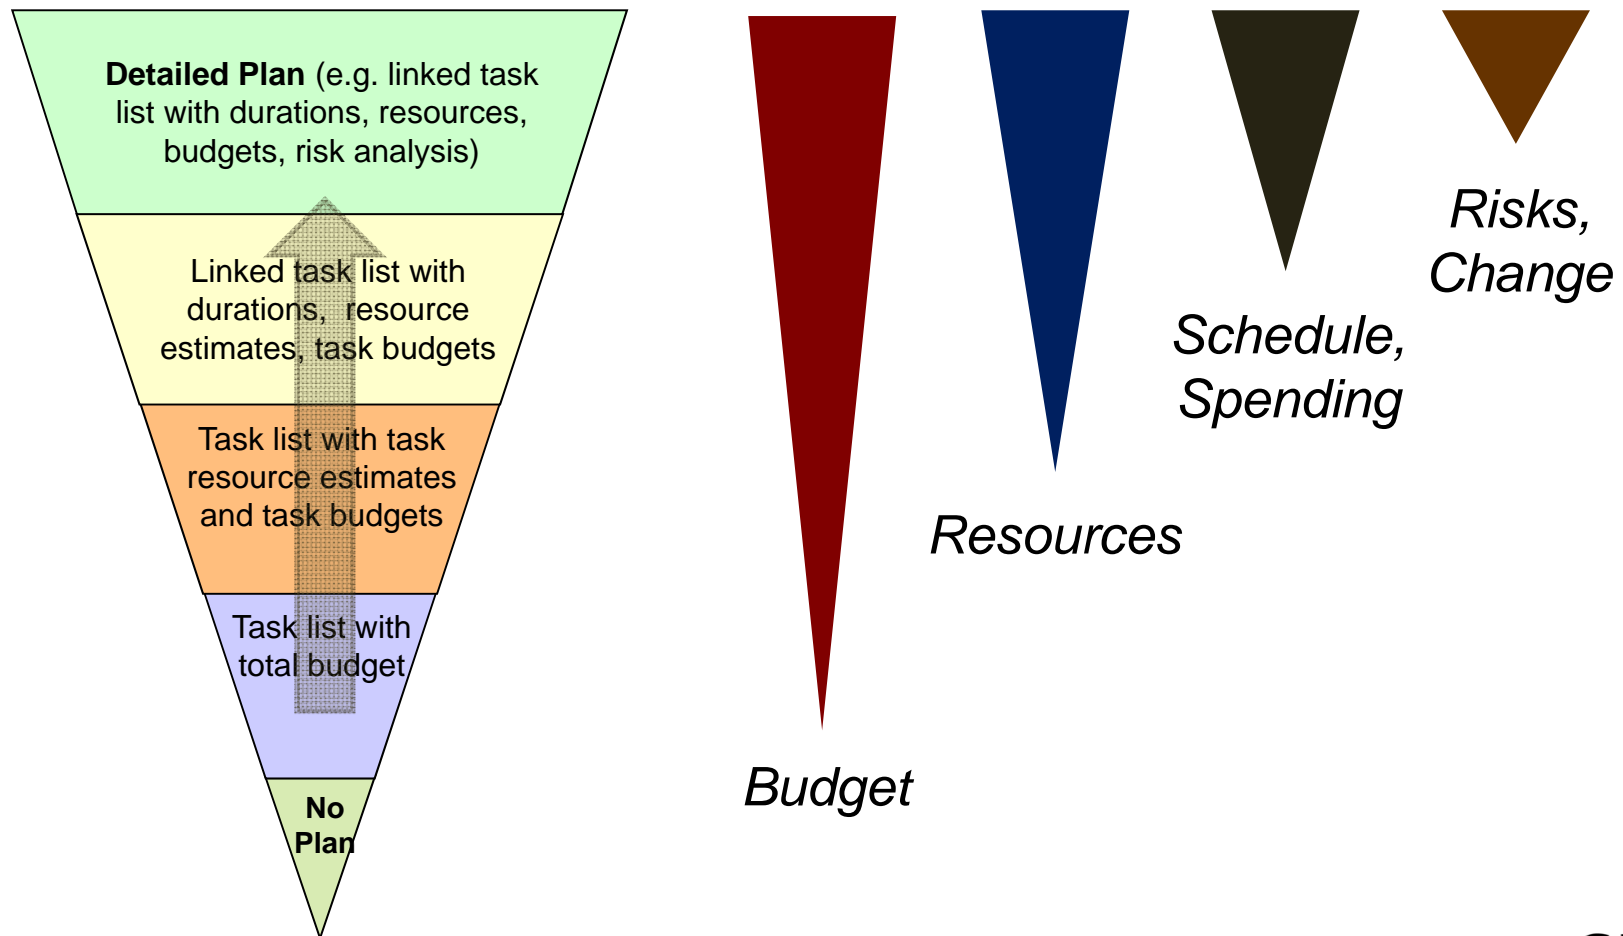 Detailed Plan (e.g. linked task
list with durations, resources,
budgets, risk analysis)
Linked task list with
durations, resource
estimates, task budgets
Task list with task
resource estimates
and task budgets
Task list with
total budget
No
Plan
Budget
Resources
Schedule,
Spending
Risks,
Change